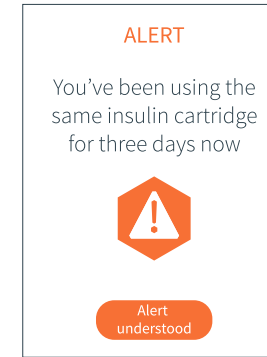 ALERT
You’ve been using the
same insulin cartridge
for three days now
Alert
understood